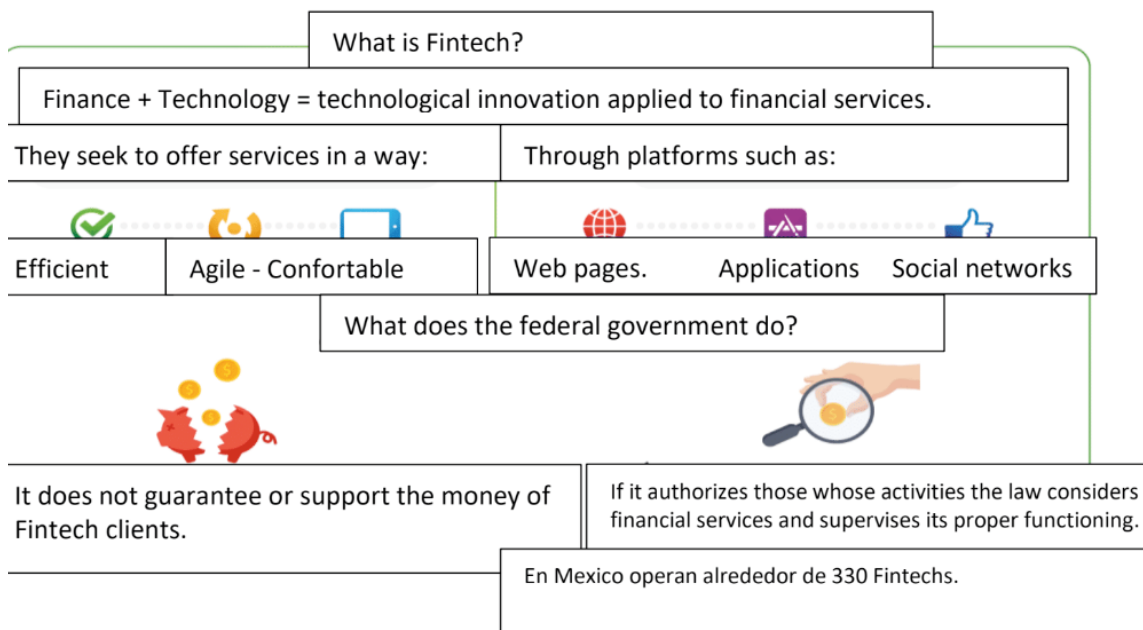 What is Fintech?
Finance + Technology = technological innovation applied to financial services.
They seek to offer services in a way:
Through platforms such as:
Efficient
Agile - Confortable
Web pages.
Applications
Social networks
What does the federal government do?
It does not guarantee or support the money of
Fintech clients.
If it authorizes those whose activities the law considers
financial services and supervises its proper functioning.
En Mexico operan alrededor de 330 Fintechs.